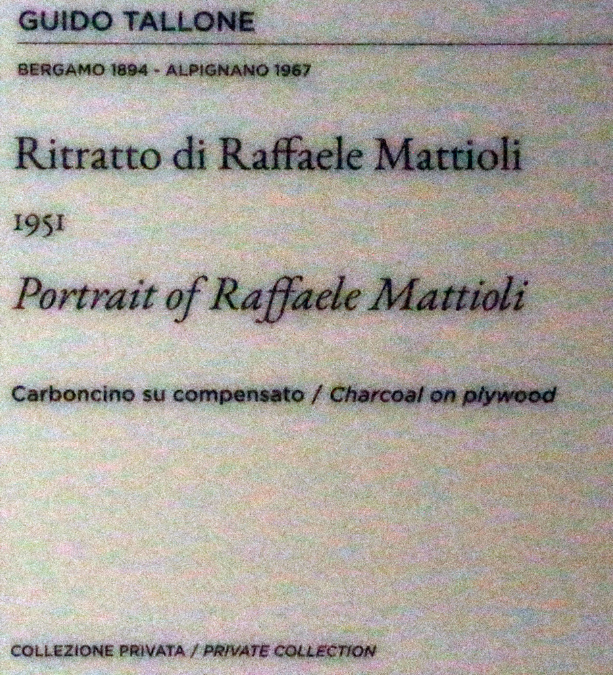 GUIDO TALLONE
BERGAMO 1894 - ALPIGNANO 1967
Ritratto di Raffaele Mattioli
1951
Portrait of Raffaele Mattioli
Carboncino su compensato / Charcoal on plywood
COLLEZIONE PRIVATA / PRIVATE COLLECTION